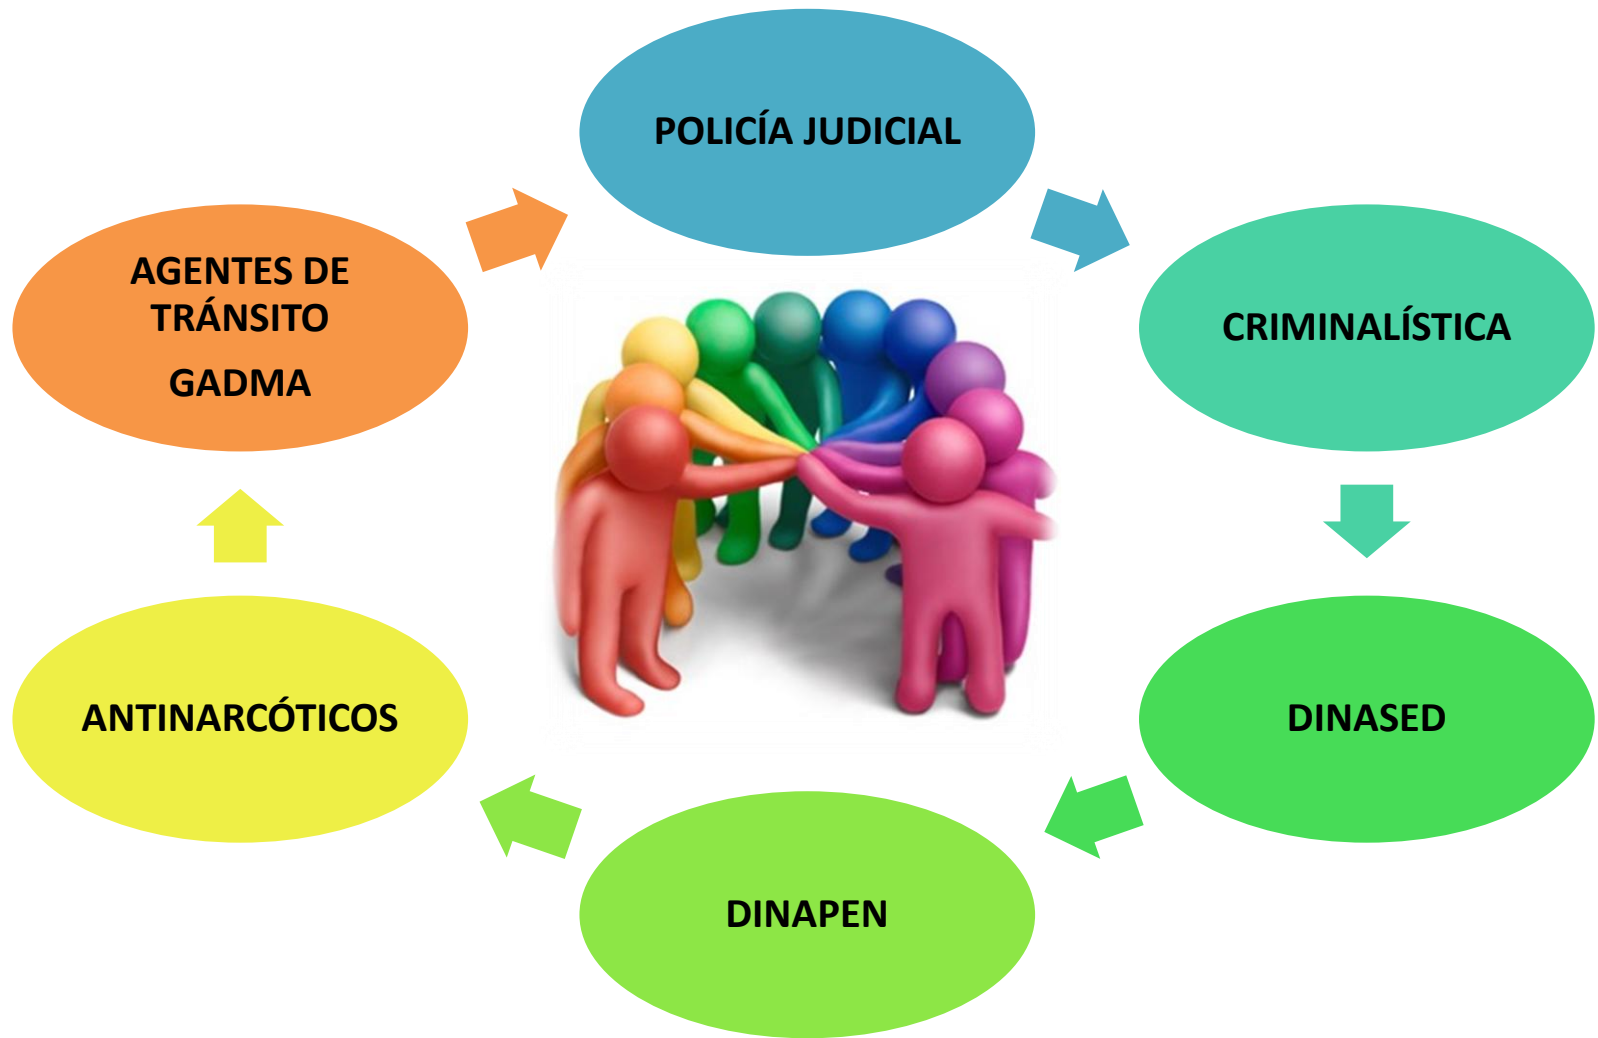 POLICÍA JUDICIAL
CRIMINALÍSTICA
DINASED
DINAPEN
ANTINARCÓTICOS
AGENTES DE
TRÁNSITO
GADMA